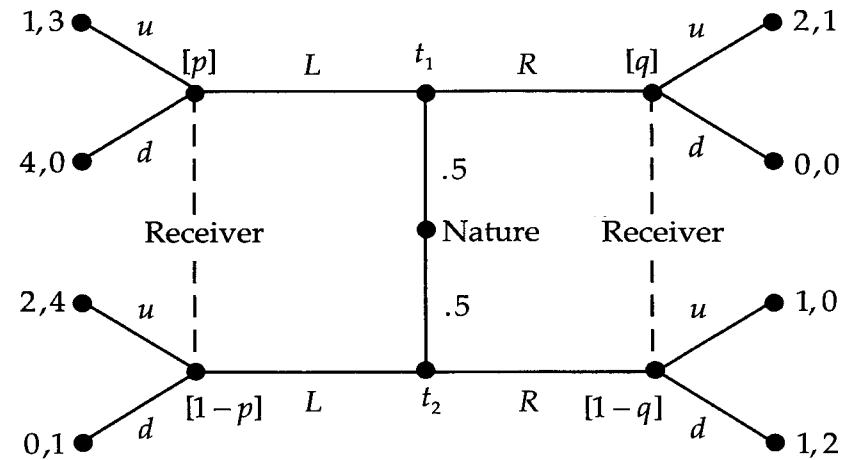 1,3 u [p] L t₁ R [q] u 2,1
4,0 d d 0,0
.5
Receiver Nature Receiver
.5
2,4 u u 1,0
[1-p] L t₂ R [1-q]
0,1 d d 1,2